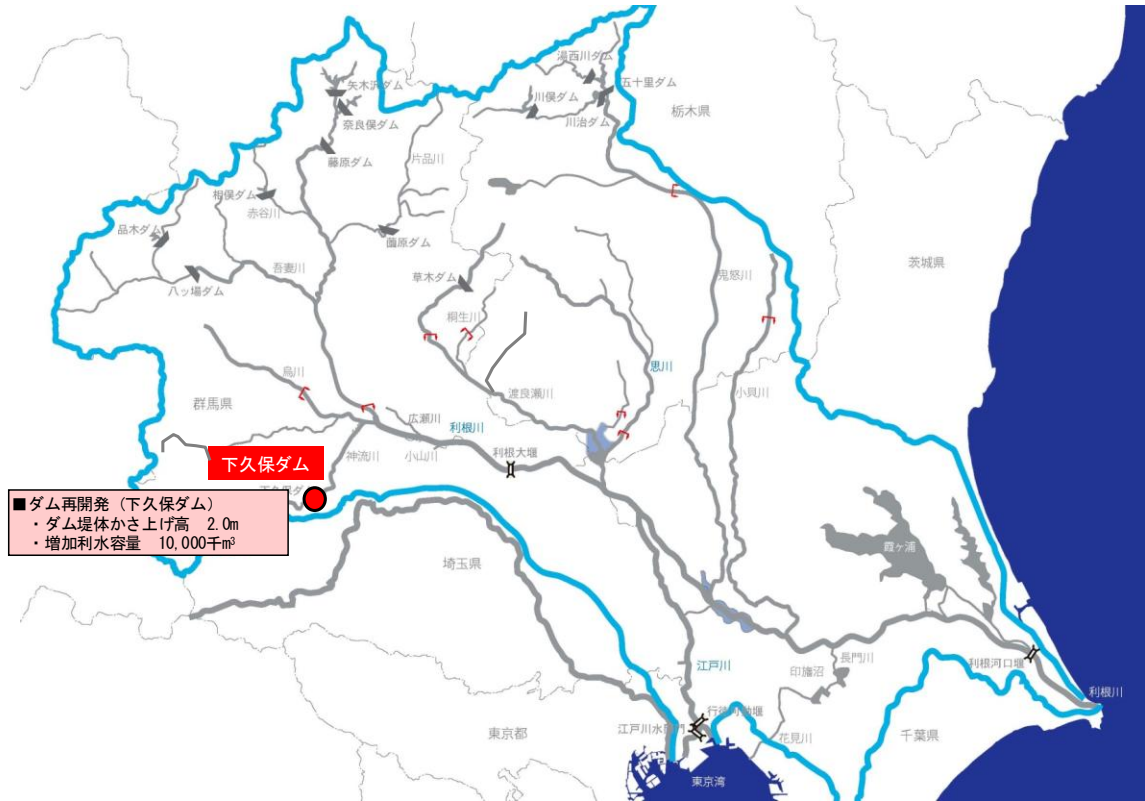 湯西川ダム
五十里ダム
矢木沢ダム
川俣ダム
栃木県
奈良俣ダム
川治ダム
藤原ダム
片品川
相俣ダム
赤谷川
品木ダム
薗原ダム
茨城県
吾妻川
鬼怒川
草木ダム
八ッ場ダム
桐生川
思川
烏川
渡良瀬川
小貝川
群馬県
広瀬川
利根川
神流川
小山川
利根大堰
下久保ダム
■ダム再開発(下久保ダム)
・ダム堤体かさ上げ高 2.0m
・増加利水容量 10,000千m³
霞ヶ浦
埼玉県
長門川
江戸川
印旛沼
利根河口堰
利根川
行徳可動堰
江戸川水閘門
東京都
花見川
千葉県
東京湾